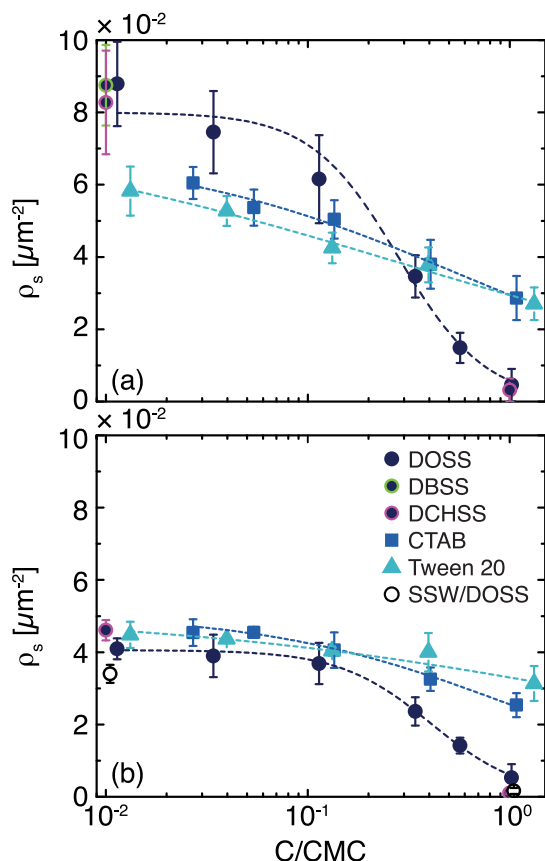 × 10⁻²
10
8
6
4
2
0
ρₛ [µm⁻²]
(a)
× 10⁻²
10
8
6
4
2
0
ρₛ [µm⁻²]
DOSS
DBSS
DCHSS
CTAB
Tween 20
SSW/DOSS
(b)
10⁻² 10⁻¹ 10⁰
C/CMC